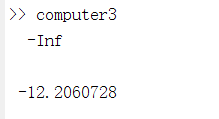 >> computer3
-Inf
-12.2060728